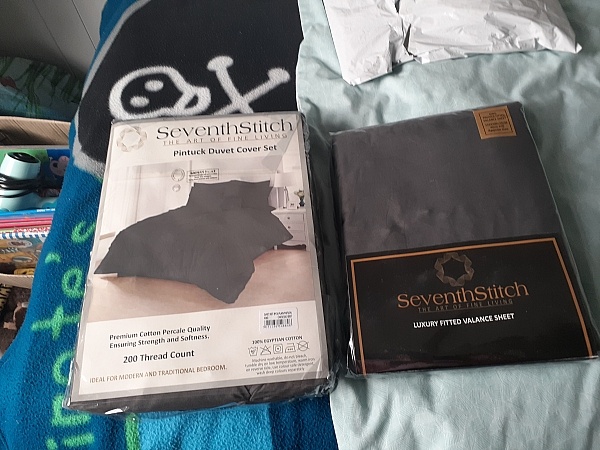 SeventhStitch
THE ART OF FINE LIVING
Pintuck Duvet Cover Set
Premium Cotton Percale Quality
Ensuring Strength and Softness.
200 Thread Count
IDEAL FOR MODERN AND TRADITIONAL BEDROOM.
100% EGYPTIAN COTTON
SeventhStitch
THE ART OF FINE LIVING
LUXURY FITTED VALANCE SHEET